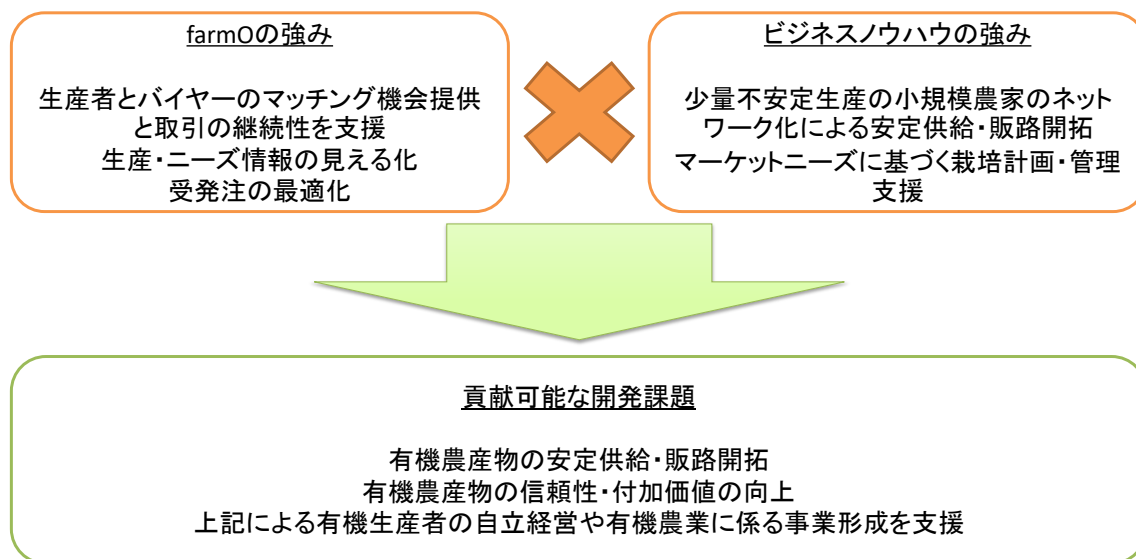 farmOの強み
生産者とバイヤーのマッチング機会提供
と取引の継続性を支援
生産・ニーズ情報の見える化
受発注の最適化
ビジネスノウハウの強み
少量不安定生産の小規模農家のネット
ワーク化による安定供給・販路開拓
マーケットニーズに基づく栽培計画・管理
支援
貢献可能な開発課題
有機農産物の安定供給・販路開拓
有機農産物の信頼性・付加価値の向上
上記による有機生産者の自立経営や有機農業に係る事業形成を支援